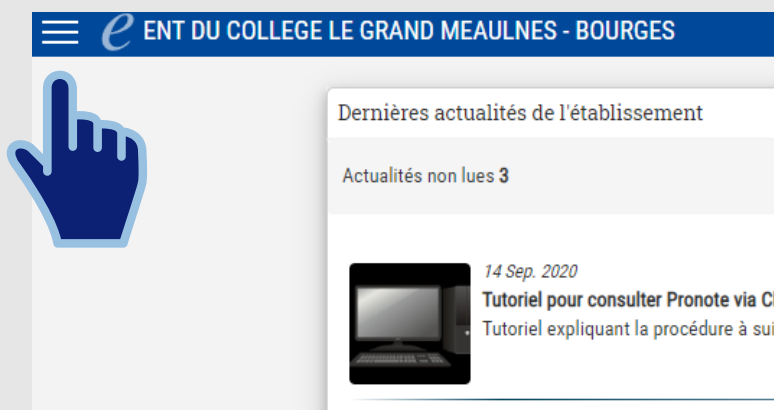 e ENT DU COLLEGE LE GRAND MEAULNES - BOURGES
Dernières actualités de l'établissement
Actualités non lues 3
14 Sep. 2020
Tutoriel pour consulter Pronote via
Tutoriel expliquant la procédure à